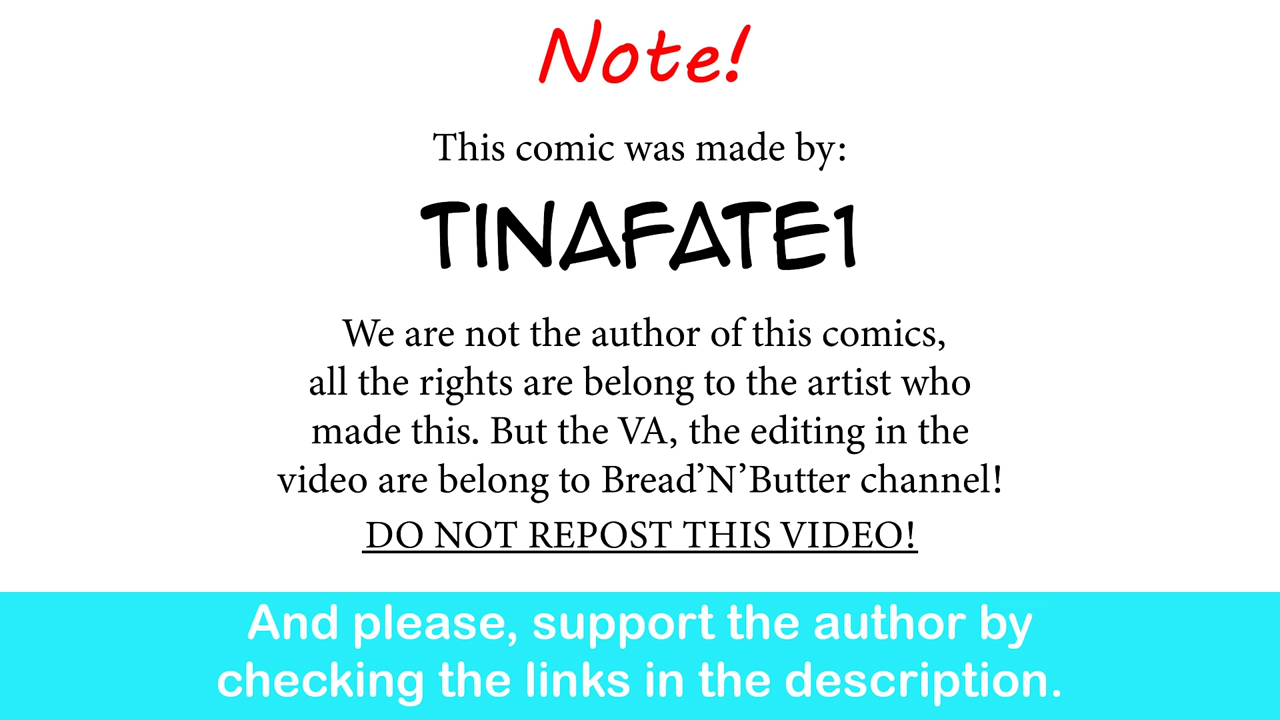 Note!
This comic was made by:
TINAFATE1
We are not the author of this comics,
all the rights are belong to the artist who
made this. But the VA, the editing in the
video are belong to Bread’N’Butter channel!
DO NOT REPOST THIS VIDEO!
And please, support the author by
checking the links in the description.